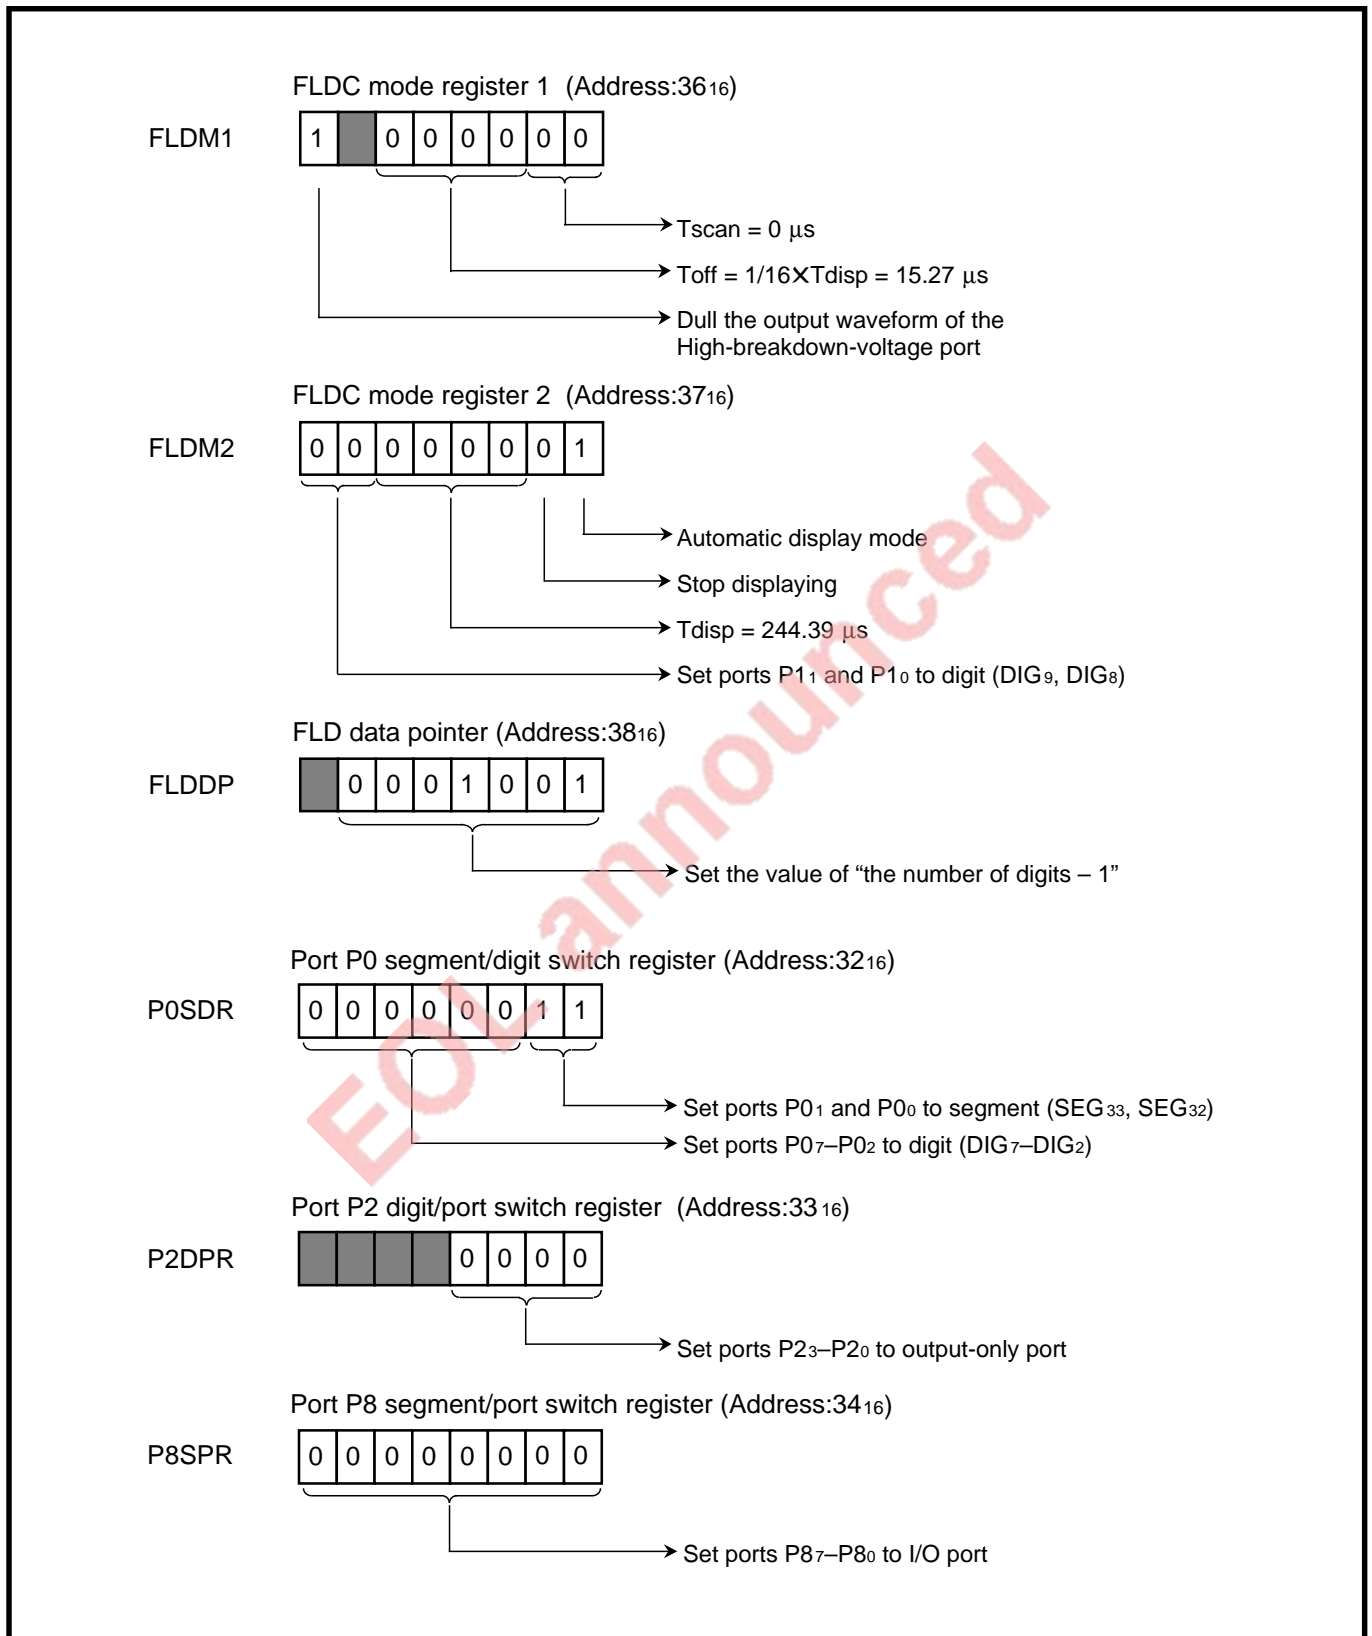 FLDC mode register 1 (Address:3616)
FLDM1
1 0 0 0 0 0 0
Tscan = 0 μs
Toff = 1/16×Tdisp = 15.27 μs
Dull the output waveform of the
High-breakdown-voltage port
FLDC mode register 2 (Address:3716)
FLDM2
0 0 0 0 0 0 0 1
Automatic display mode
Stop displaying
Tdisp = 244.39 μs
Set ports P11 and P10 to digit (DIG9, DIG8)
FLD data pointer (Address:3816)
FLDDP
0 0 0 1 0 0 1
Set the value of “the number of digits – 1”
Port P0 segment/digit switch register (Address:3216)
P0SDR
0 0 0 0 0 0 1 1
Set ports P01 and P00 to segment (SEG33, SEG32)
Set ports P07–P02 to digit (DIG7–DIG2)
Port P2 digit/port switch register (Address:3316)
P2DPR
0 0 0 0
Set ports P23–P20 to output-only port
Port P8 segment/port switch register (Address:3416)
P8SPR
0 0 0 0 0 0 0 0
Set ports P87–P80 to I/O port
EOL announced